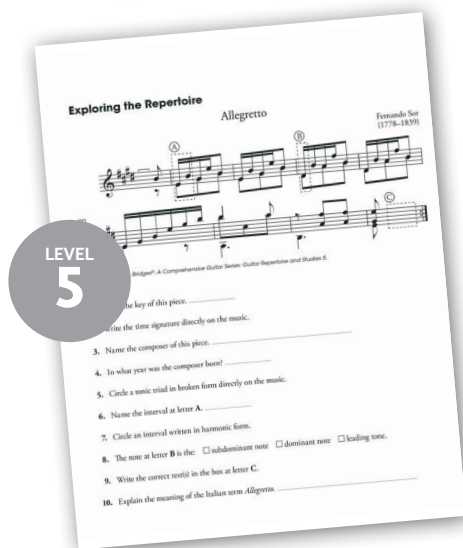 Exploring the Repertoire
Allegretto
Fernando Sor
(1778–1839)
A
B
C
Bridges®: A Comprehensive Guitar Series: Guitar Repertoire and Studies 5.
LEVEL
5
the key of this piece.
write the time signature directly on the music.
3. Name the composer of this piece.
4. In what year was the composer born?
5. Circle a tonic triad in broken form directly on the music.
6. Name the interval at letter A.
7. Circle an interval written in harmonic form.
8. The note at letter B is the: ☐ subdominant note ☐ dominant note ☐ leading tone.
9. Write the correct rest(s) in the box at letter C.
10. Explain the meaning of the Italian term Allegretto.